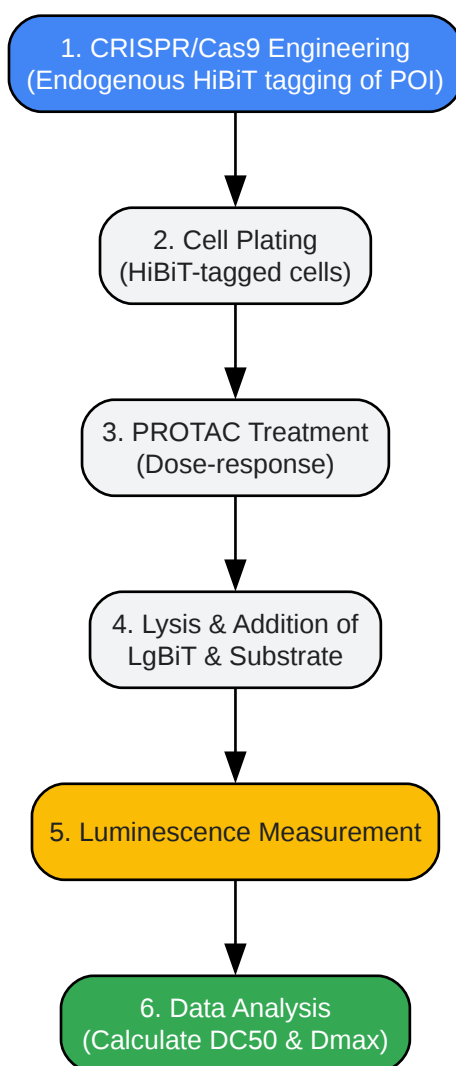 1. CRISPR/Cas9 Engineering
(Endogenous HiBiT tagging of POI)
2. Cell Plating
(HiBiT-tagged cells)
3. PROTAC Treatment
(Dose-response)
4. Lysis & Addition of
LgBiT & Substrate
5. Luminescence Measurement
6. Data Analysis
(Calculate DC50 & Dmax)